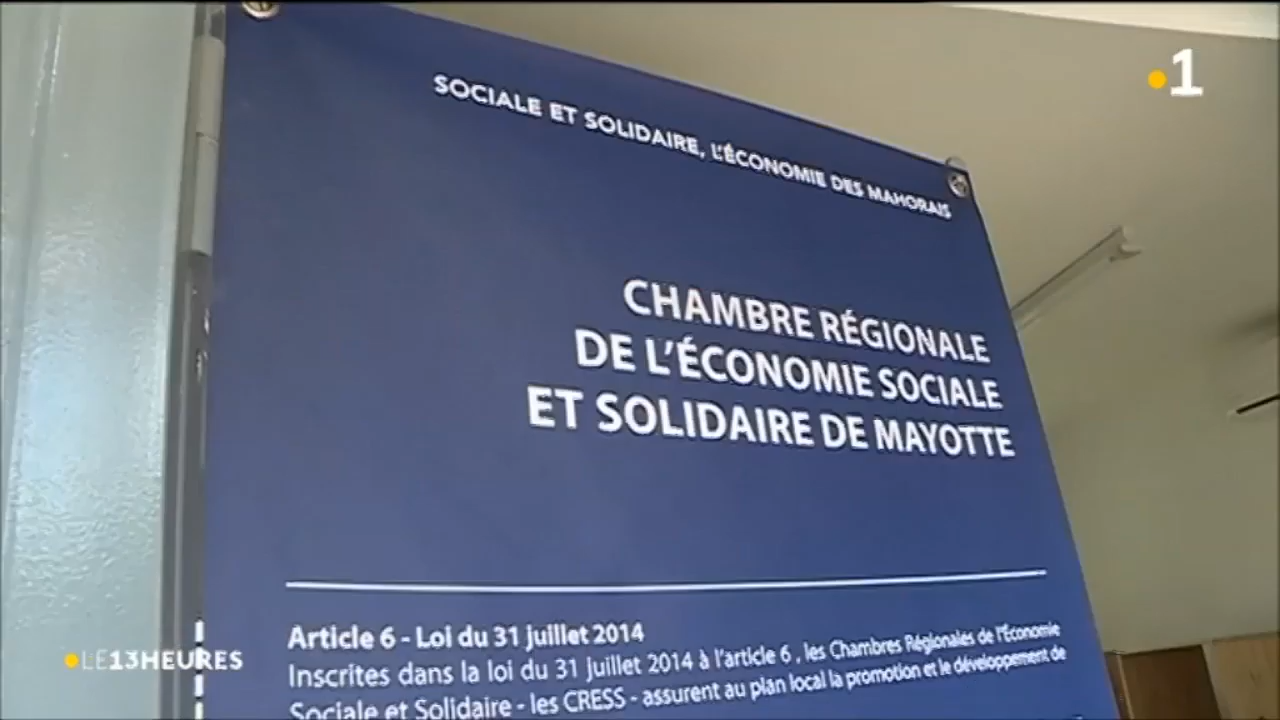 1
SOCIALE ET SOLIDAIRE, L'ÉCONOMIE DES MAHORAIS
CHAMBRE RÉGIONALE
DE L'ÉCONOMIE SOCIALE
ET SOLIDAIRE DE MAYOTTE
Article 6 - Loi du 31 juillet 2014
Inscrites dans la loi du 31 juillet 2014 à l'article 6 , les Chambres Régionales de l'Économie
Sociale et Solidaire - les CRESS - assurent au plan local la promotion et le développement de
LE13HEURES